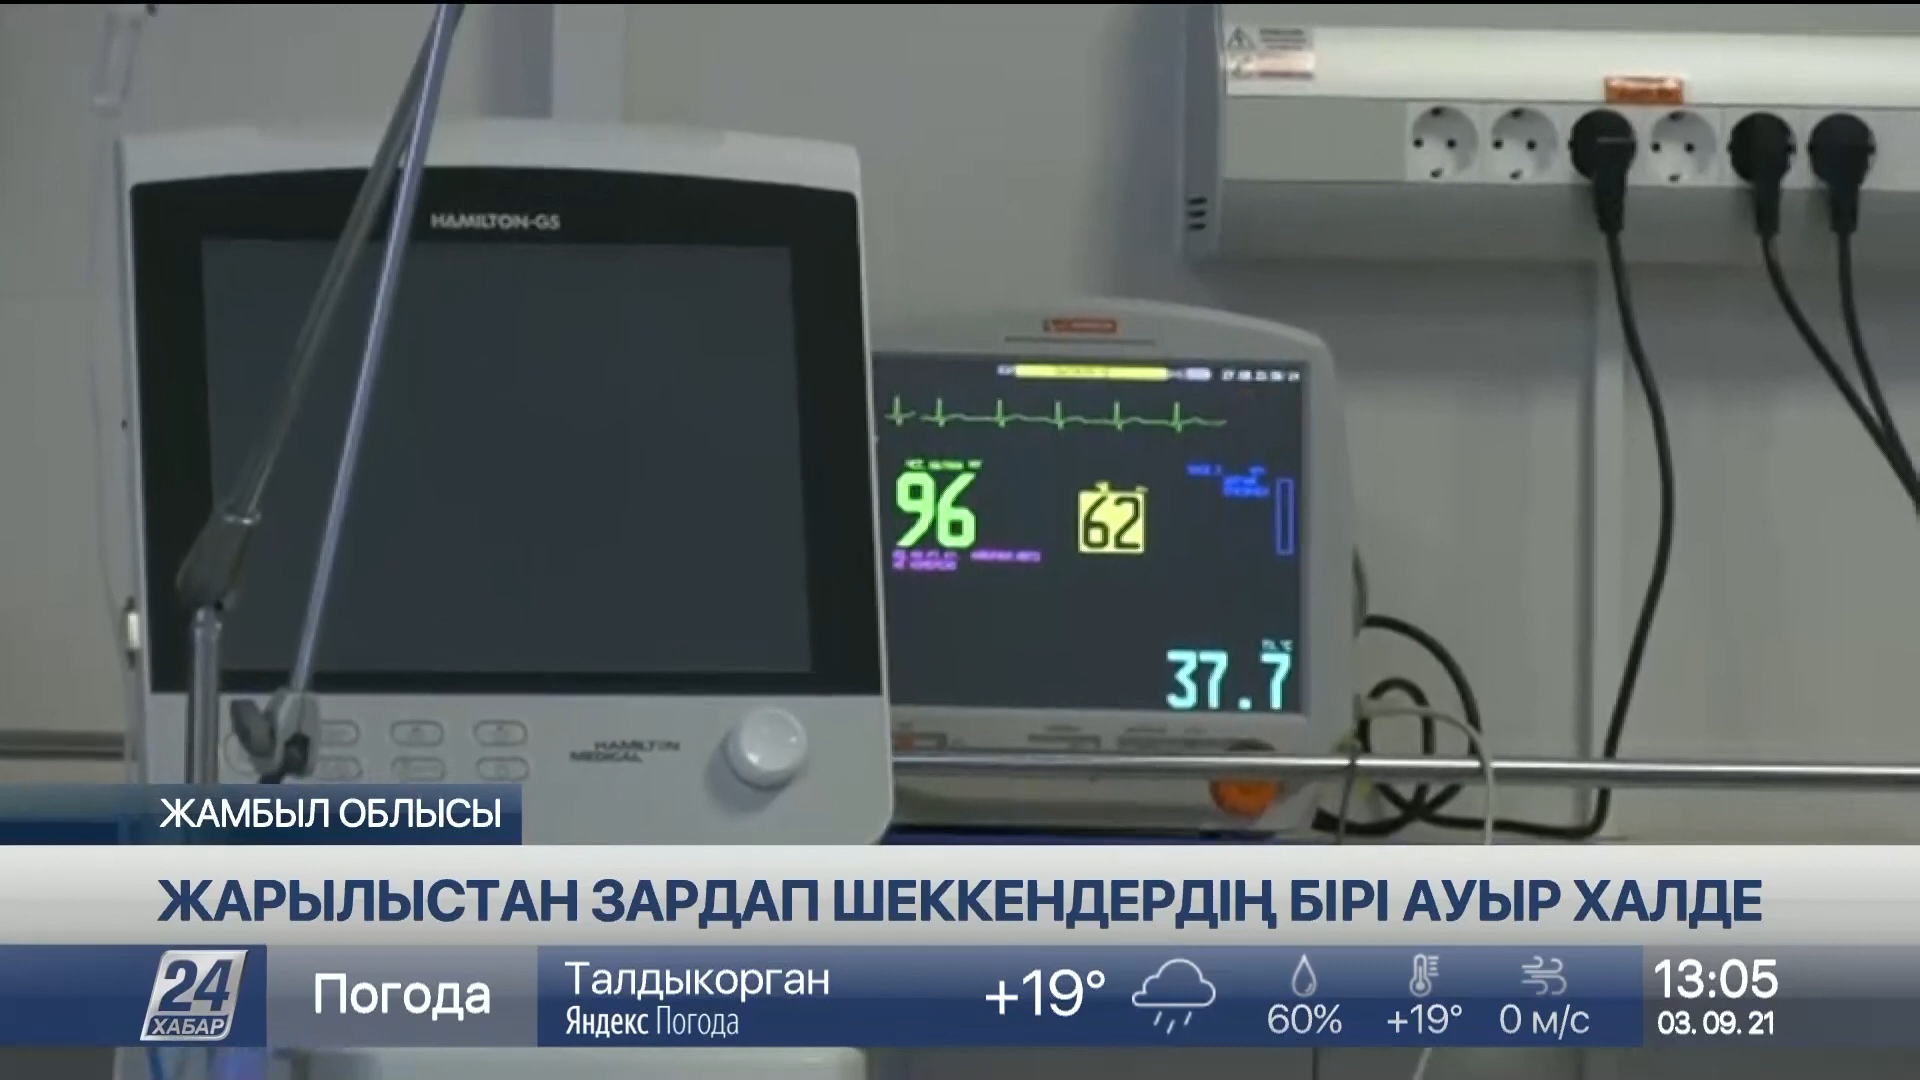 HAMILTON-G5
96
62
37.7
HAMILTON
MEDICAL
ЖАМБЫЛ ОБЛЫСЫ
ЖАРЫЛЫСТАН ЗАРДАП ШЕККЕНДЕРДІҢ БІРІ АУЫР ХАЛДЕ
24
ХАБАР
Погода
Талдыкорган
Яндекс Погода
+19°
60%
+19°
0 м/с
13:05
03. 09. 21